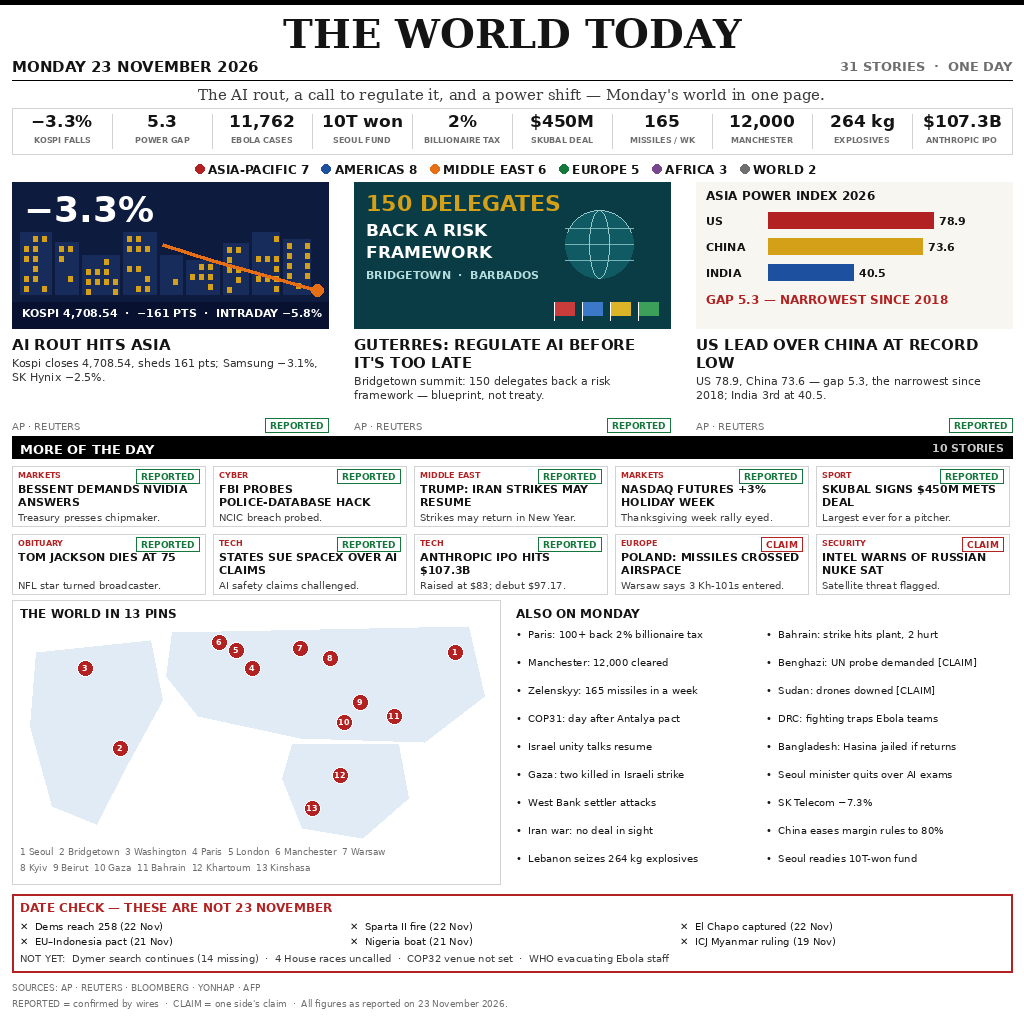 THE WORLD TODAY
MONDAY 23 NOVEMBER 2026
31 STORIES · ONE DAY
The AI rout, a call to regulate it, and a power shift — Monday's world in one page.
−3.3%
KOSPI FALLS
5.3
POWER GAP
11,762
EBOLA CASES
10T won
SEOUL FUND
2%
BILLIONAIRE TAX
$450M
SKUBAL DEAL
165
MISSILES / WK
12,000
MANCHESTER
264 kg
EXPLOSIVES
$107.3B
ANTHROPIC IPO
ASIA-PACIFIC 7
AMERICAS 8
MIDDLE EAST 6
EUROPE 5
AFRICA 3
WORLD 2
−3.3%
KOSPI 4,708.54 · −161 PTS · INTRADAY −5.8%
AI ROUT HITS ASIA
Kospi closes 4,708.54, sheds 161 pts; Samsung −3.1%,
SK Hynix −2.5%.
AP · REUTERS
REPORTED
150 DELEGATES
BACK A RISK
FRAMEWORK
BRIDGETOWN · BARBADOS
GUTERRES: REGULATE AI BEFORE
IT'S TOO LATE
Bridgetown summit: 150 delegates back a risk
framework — blueprint, not treaty.
AP · REUTERS
REPORTED
ASIA POWER INDEX 2026
US
78.9
CHINA
73.6
INDIA
40.5
GAP 5.3 — NARROWEST SINCE 2018
US LEAD OVER CHINA AT RECORD
LOW
US 78.9, China 73.6 — gap 5.3, the narrowest since
2018; India 3rd at 40.5.
AP · REUTERS
REPORTED
MORE OF THE DAY
10 STORIES
MARKETS
REPORTED
BESSENT DEMANDS NVIDIA
ANSWERS
Treasury presses chipmaker.
CYBER
REPORTED
FBI PROBES
POLICE-DATABASE HACK
NCIC breach probed.
MIDDLE EAST
REPORTED
TRUMP: IRAN STRIKES MAY
RESUME
Strikes may return in New Year.
MARKETS
REPORTED
NASDAQ FUTURES +3%
HOLIDAY WEEK
Thanksgiving week rally eyed.
SPORT
REPORTED
SKUBAL SIGNS $450M METS
DEAL
Largest ever for a pitcher.
OBITUARY
REPORTED
TOM JACKSON DIES AT 75
NFL star turned broadcaster.
TECH
REPORTED
STATES SUE SPACEX OVER AI
CLAIMS
AI safety claims challenged.
TECH
REPORTED
ANTHROPIC IPO HITS
$107.3B
Raised at $83; debut $97.17.
EUROPE
CLAIM
POLAND: MISSILES CROSSED
AIRSPACE
Warsaw says 3 Kh-101s entered.
SECURITY
CLAIM
INTEL WARNS OF RUSSIAN
NUKE SAT
Satellite threat flagged.
THE WORLD IN 13 PINS
6
5
7
1
3
4
8
9
11
10
2
12
13
1 Seoul 2 Bridgetown 3 Washington 4 Paris 5 London 6 Manchester 7 Warsaw
8 Kyiv 9 Beirut 10 Gaza 11 Bahrain 12 Khartoum 13 Kinshasa
ALSO ON MONDAY
• Paris: 100+ back 2% billionaire tax
• Manchester: 12,000 cleared
• Zelenskyy: 165 missiles in a week
• COP31: day after Antalya pact
• Israel unity talks resume
• Gaza: two killed in Israeli strike
• West Bank settler attacks
• Iran war: no deal in sight
• Lebanon seizes 264 kg explosives
• Bahrain: strike hits plant, 2 hurt
• Benghazi: UN probe demanded [CLAIM]
• Sudan: drones downed [CLAIM]
• DRC: fighting traps Ebola teams
• Bangladesh: Hasina jailed if returns
• Seoul minister quits over AI exams
• SK Telecom −7.3%
• China eases margin rules to 80%
• Seoul readies 10T-won fund
DATE CHECK — THESE ARE NOT 23 NOVEMBER
× Dems reach 258 (22 Nov)
× Sparta II fire (22 Nov)
× El Chapo captured (22 Nov)
× EU–Indonesia pact (21 Nov)
× Nigeria boat (21 Nov)
× ICJ Myanmar ruling (19 Nov)
NOT YET: Dymer search continues (14 missing) · 4 House races uncalled · COP32 venue not set · WHO evacuating Ebola staff
SOURCES: AP · REUTERS · BLOOMBERG · YONHAP · AFP
REPORTED = confirmed by wires · CLAIM = one side's claim · All figures as reported on 23 November 2026.